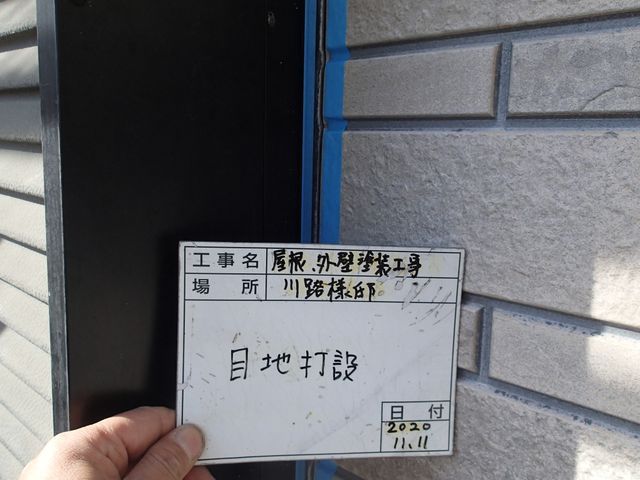 工事名 屋根、外壁塗装工事
場所 川路様邸
目地打設
日付
2020
11.11